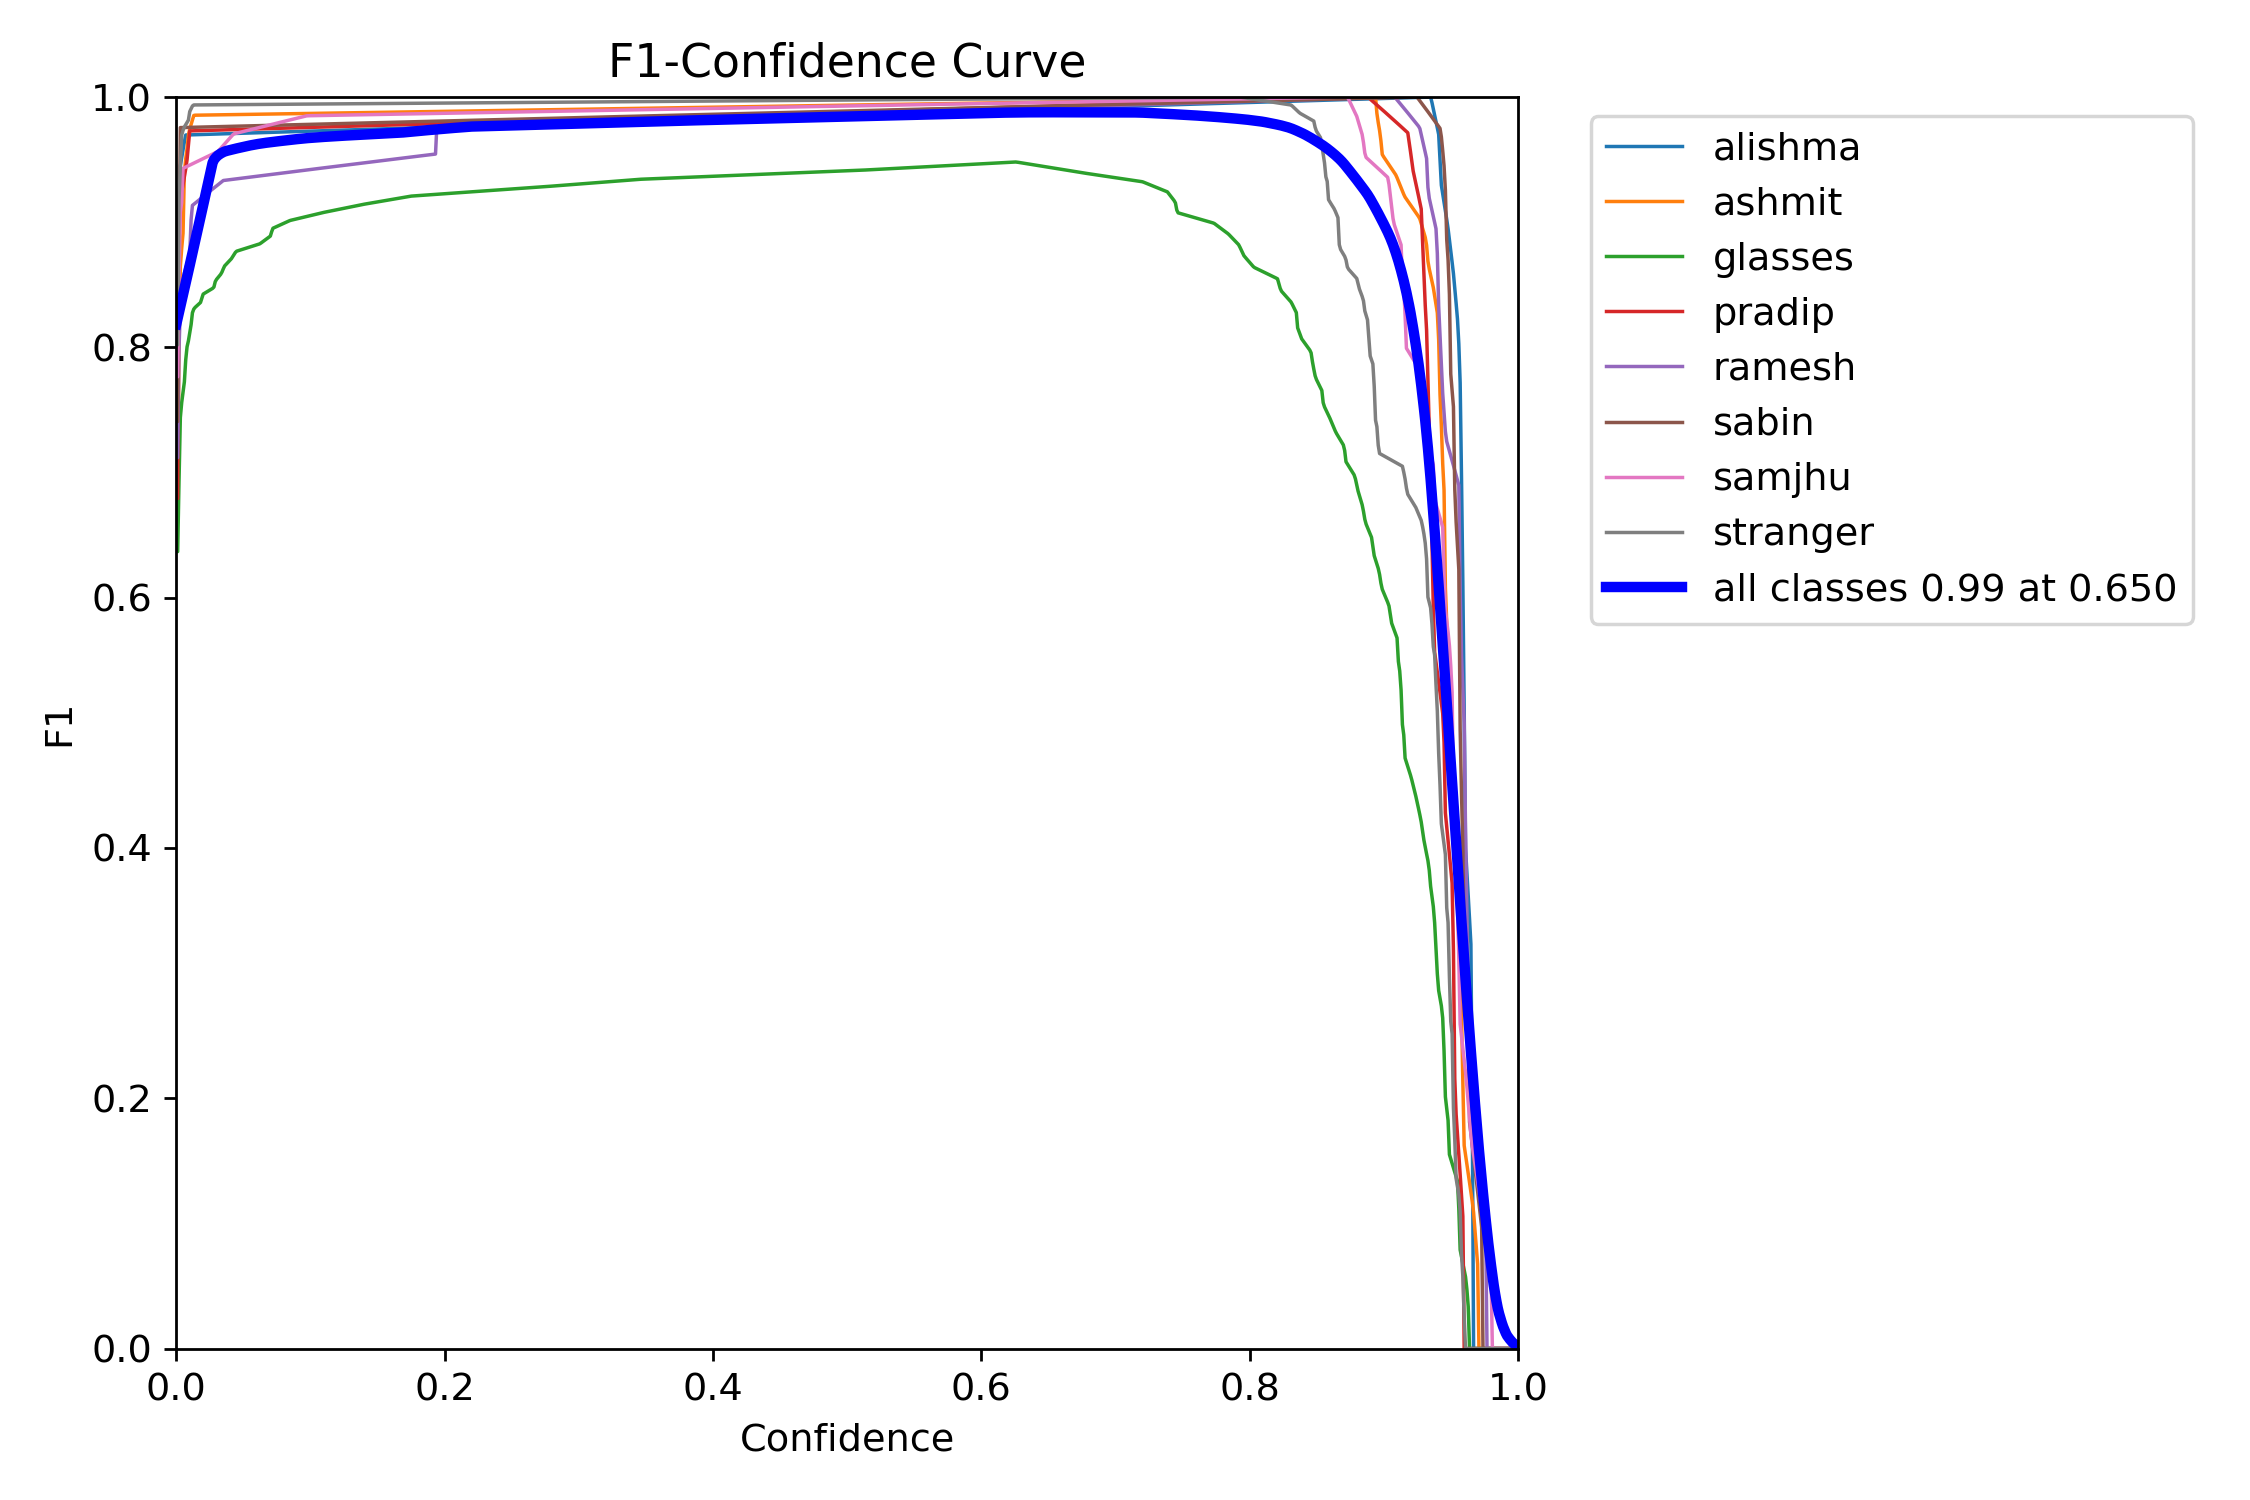 F1-Confidence Curve
1.0
0.8
0.6
0.4
0.2
0.0
F1
0.0 0.2 0.4 0.6 0.8 1.0
Confidence
alishma
ashmit
glasses
pradip
ramesh
sabin
samjhu
stranger
all classes 0.99 at 0.650